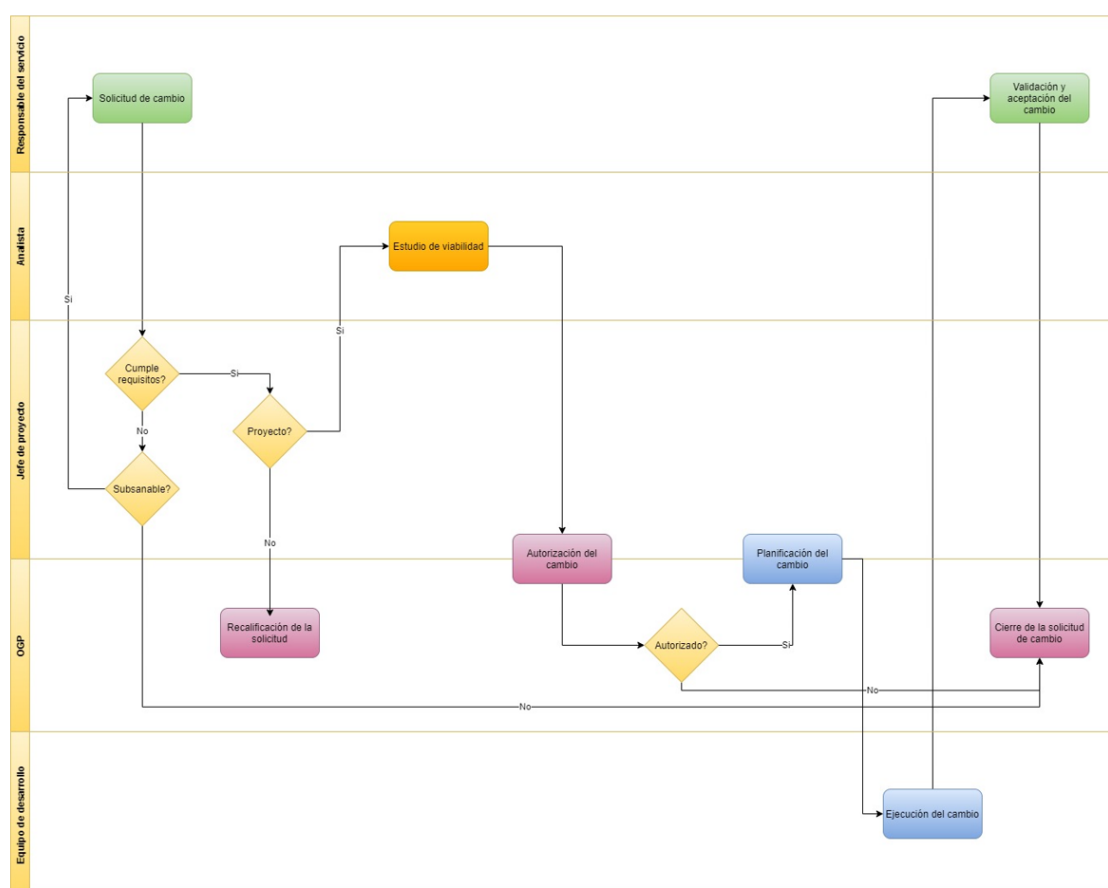 Responsable del servicio
Solicitud de cambio
Validación y
aceptación del
cambio
Analista
Estudio de viabilidad
Si
Si
Jefe de proyecto
Cumple
requisitos?
Si
Proyecto?
No
Subsanable?
No
Autorización del
cambio
Planificación del
cambio
OGP
Recalificación de la
solicitud
Autorizado?
Si
Cierre de la solicitud
de cambio
No
No
Equipo de desarrollo
Ejecución del cambio